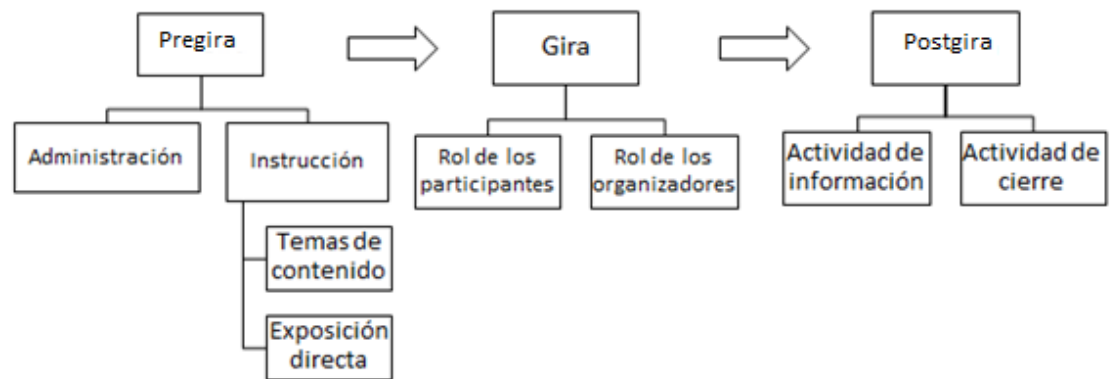 Pregira
Gira
Postgira
Administración
Instrucción
Rol de los
participantes
Rol de los
organizadores
Actividad de
información
Actividad de
cierre
Temas de
contenido
Exposición
directa